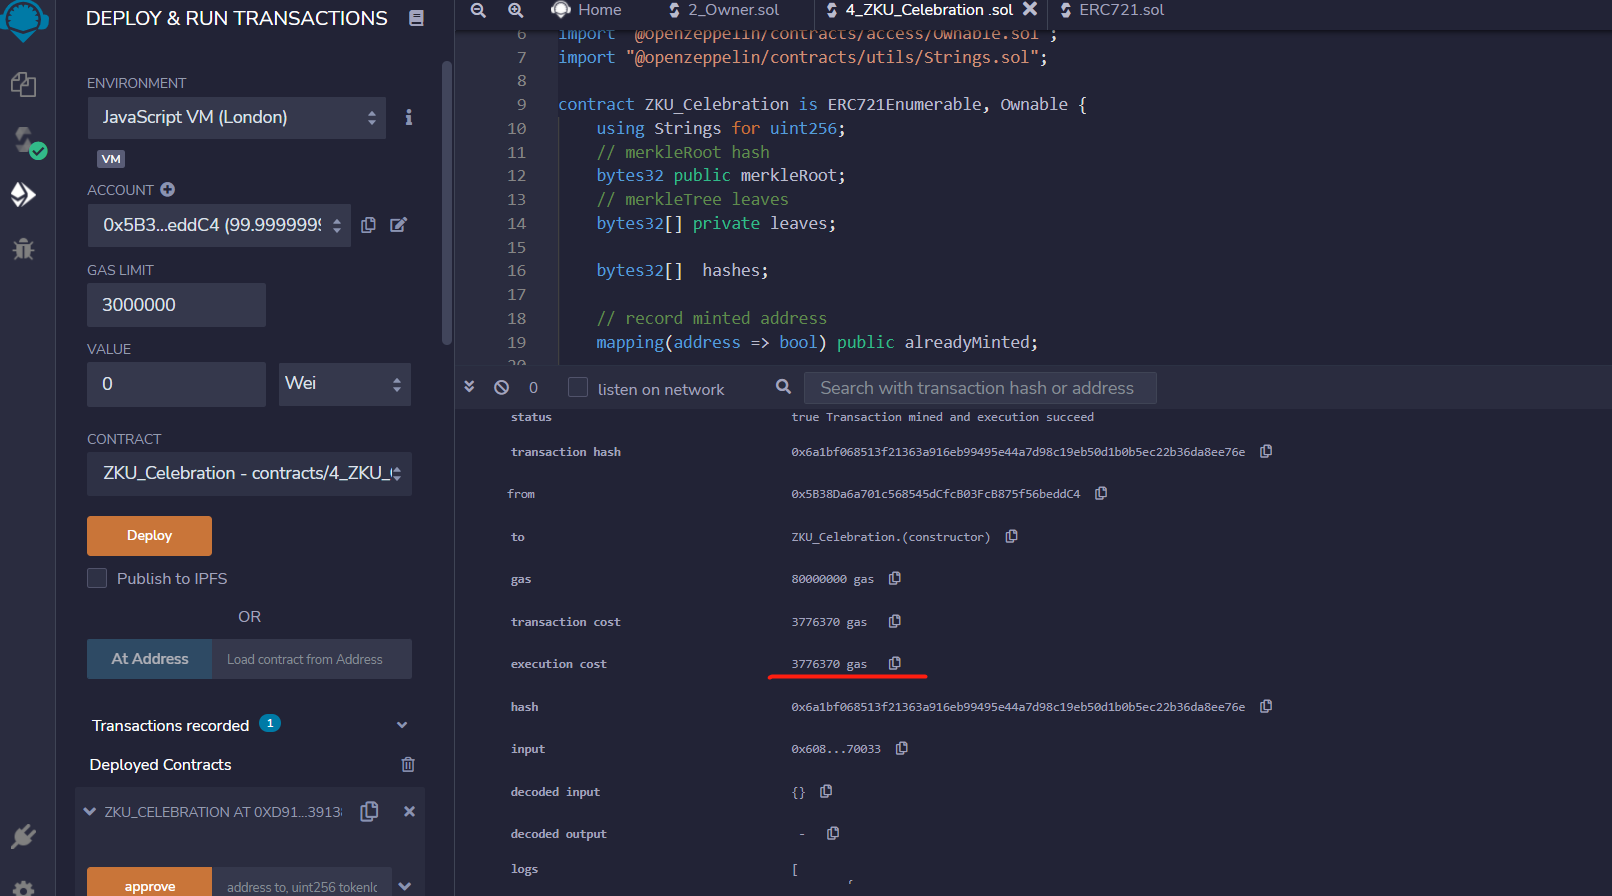 DEPLOY & RUN TRANSACTIONS
ENVIRONMENT
JavaScript VM (London)
VM
ACCOUNT
0x5B3...eddC4 (99.9999999
GAS LIMIT
3000000
VALUE
0
Wei
CONTRACT
ZKU_Celebration - contracts/4_ZKU_
Deploy
Publish to IPFS
OR
At Address
Load contract from Address
Transactions recorded 1
Deployed Contracts
ZKU_CELEBRATION AT 0XD91...3913
approve
address to, uint256 tokenI
Home
2_Owner.sol
4_ZKU_Celebration .sol
ERC721.sol
6 import "@openzeppelin/contracts/access/Ownable.sol";
7 import "@openzeppelin/contracts/utils/Strings.sol";
8
9 contract ZKU_Celebration is ERC721Enumerable, Ownable {
10 using Strings for uint256;
11 // merkleRoot hash
12 bytes32 public merkleRoot;
13 // merkleTree leaves
14 bytes32[] private leaves;
15
16 bytes32[]  hashes;
17
18 // record minted address
19 mapping(address => bool) public alreadyMinted;
20
0
listen on network
Search with transaction hash or address
status true Transaction mined and execution succeed
transaction hash 0x6a1bf068513f21363a916eb99495e44a7d98c19eb50d1b0b5ec22b36da8ee76e
from 0x5B38Da6a701c568545dCfcB03FcB875f56beddC4
to ZKU_Celebration.(constructor)
gas 80000000 gas
transaction cost 3776370 gas
execution cost 3776370 gas
hash 0x6a1bf068513f21363a916eb99495e44a7d98c19eb50d1b0b5ec22b36da8ee76e
input 0x608...70033
decoded input {}
decoded output -
logs [
{